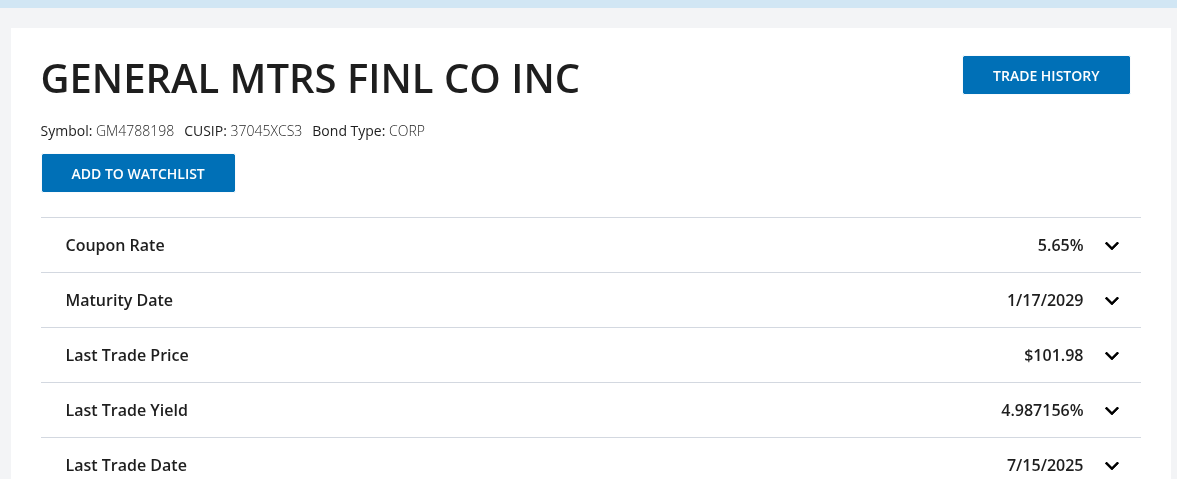 GENERAL MTRS FINL CO INC
TRADE HISTORY
Symbol: GM4788198 CUSIP: 37045XCS3 Bond Type: CORP
ADD TO WATCHLIST
Coupon Rate 5.65%
Maturity Date 1/17/2029
Last Trade Price $101.98
Last Trade Yield 4.987156%
Last Trade Date 7/15/2025